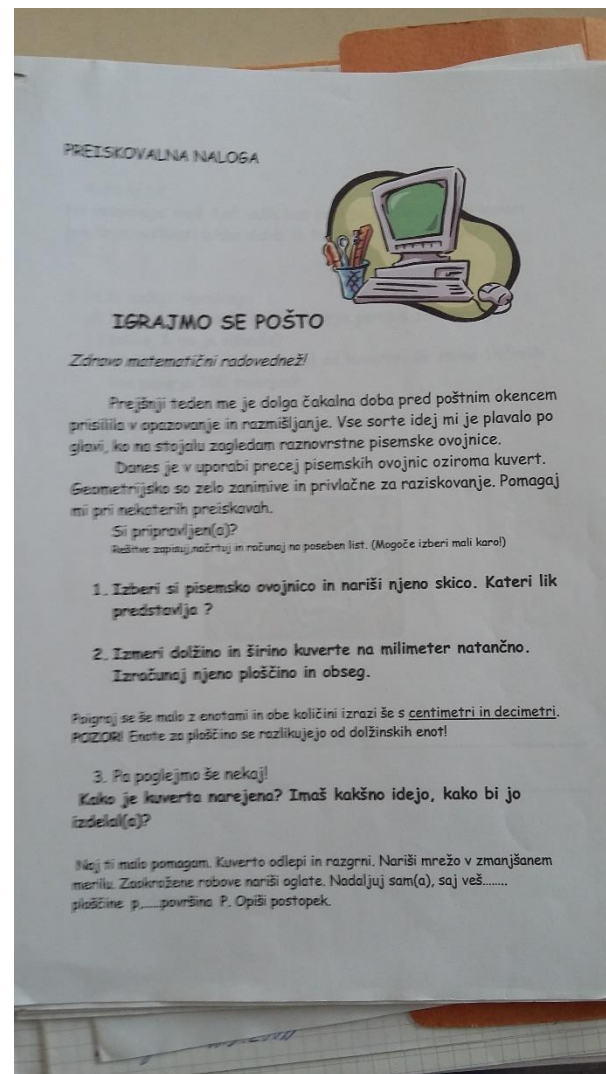 PREISKOVALNA NALOGA
IGRAJMO SE POŠTO
Zdravo matematični radovednež!
Prejšnji teden me je dolga čakalna doba pred poštnim okencem
prisilila v opazovanje in razmišljanje. Vse sorte idej mi je plavalo po
glavi, ko na stojalu zagledam raznovrstne pisemske ovojnice.
Danes je v uporabi precej pisemskih ovojnic oziroma kuvert.
Geometrijsko so zelo zanimive in privlačne za raziskovanje. Pomagaj
mi pri nekaterih preiskavah.
Si pripravljen(a)?
Rešitve zapisuj,načrtuj in računaj na poseben list. (Mogoče izberi mali karo!)
1. Izberi si pisemsko ovojnico in nariši njeno skico. Kateri lik
predstavlja ?
2. Izmeri dolžino in širino kuverte na milimeter natančno.
Izračunaj njeno ploščino in obseg.
Poigraj se še malo z enotami in obe količini izrazi še s centimetri in decimetri.
POZOR! Enote za ploščino se razlikujejo od dolžinskih enot!
3. Pa poglejmo še nekaj!
Kako je kuverta narejena? Imaš kakšno idejo, kako bi jo
izdelal(a)?
Naj ti malo pomagam. Kuverto odlepi in razgrni. Nariši mrežo v zmanjšanem
merilu. Zaokrožene robove nariši oglate. Nadaljuj sam(a), saj veš........
ploščine p,.....površina P. Opiši postopek.